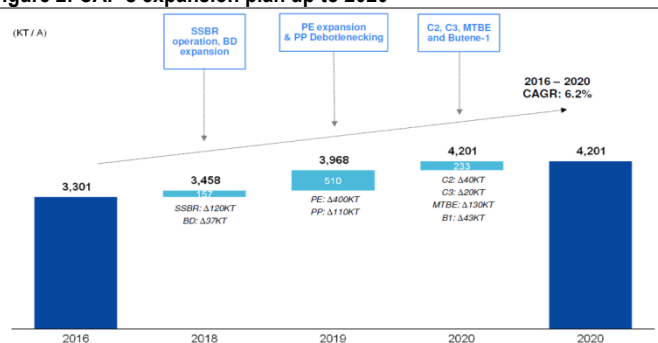 (KT / A)
SSBR
operation, BD
expansion
PE expansion
& PP Debotlenecking
C2, C3, MTBE
and Butene-1
2016 – 2020
CAGR: 6.2%
3,301
3,458
157
SSBR: Δ120KT
BD: Δ37KT
3,968
510
PE: Δ400KT
PP: Δ110KT
4,201
233
C2: Δ40KT
C3: Δ20KT
MTBE: Δ130KT
B1: Δ43KT
4,201
2016
2018
2019
2020
2020